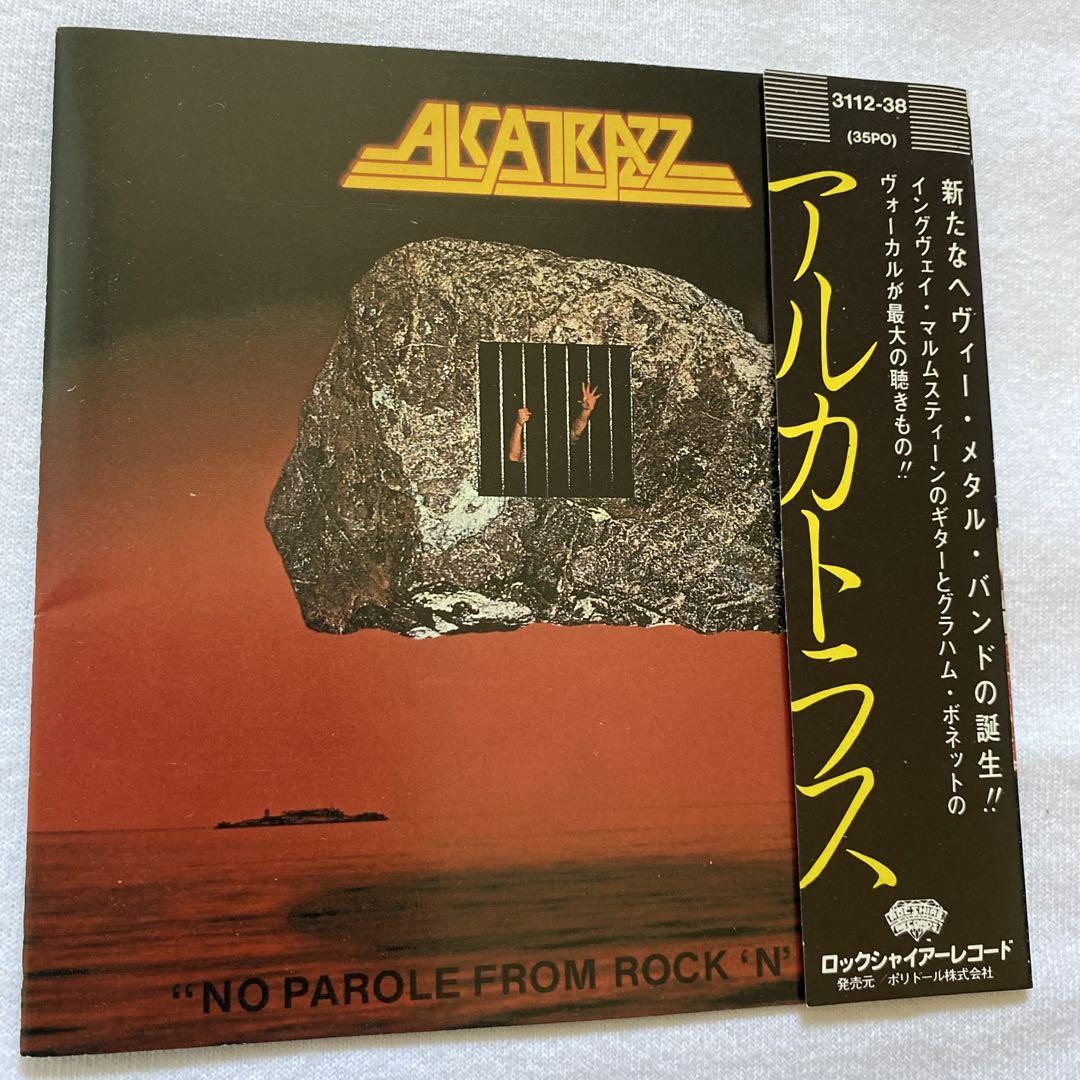 ALCATRAZZ
"NO PAROLE FROM ROCK 'N'
3112-38
(35PO)
新たなヘヴィー・メタル・バンドの誕生!!
イングヴェイ・マルムスティーンのギターとグラハム・ボネットの
ヴォーカルが最大の聴きもの!!
アルカトラス
ROCSHIRE
RECORDS
ロックシャイアーレコード
発売元/ポリドール株式会社